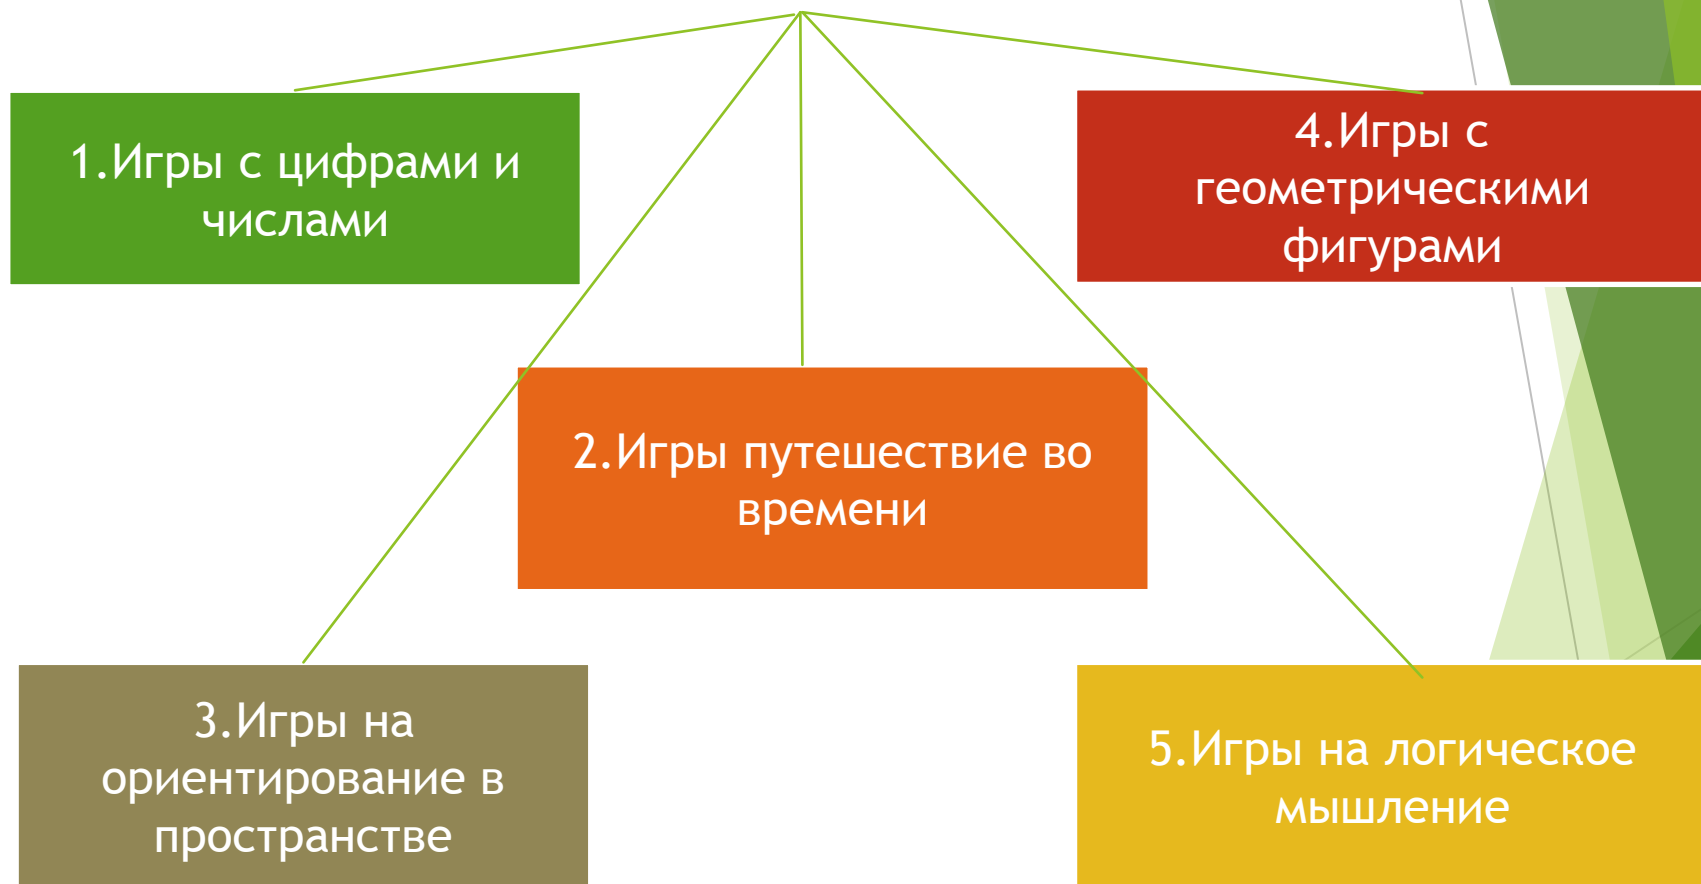 1.Игры с цифрами и
числами
4.Игры с
геометрическими
фигурами
2.Игры путешествие во
времени
3.Игры на
ориентирование в
пространстве
5.Игры на логическое
мышление